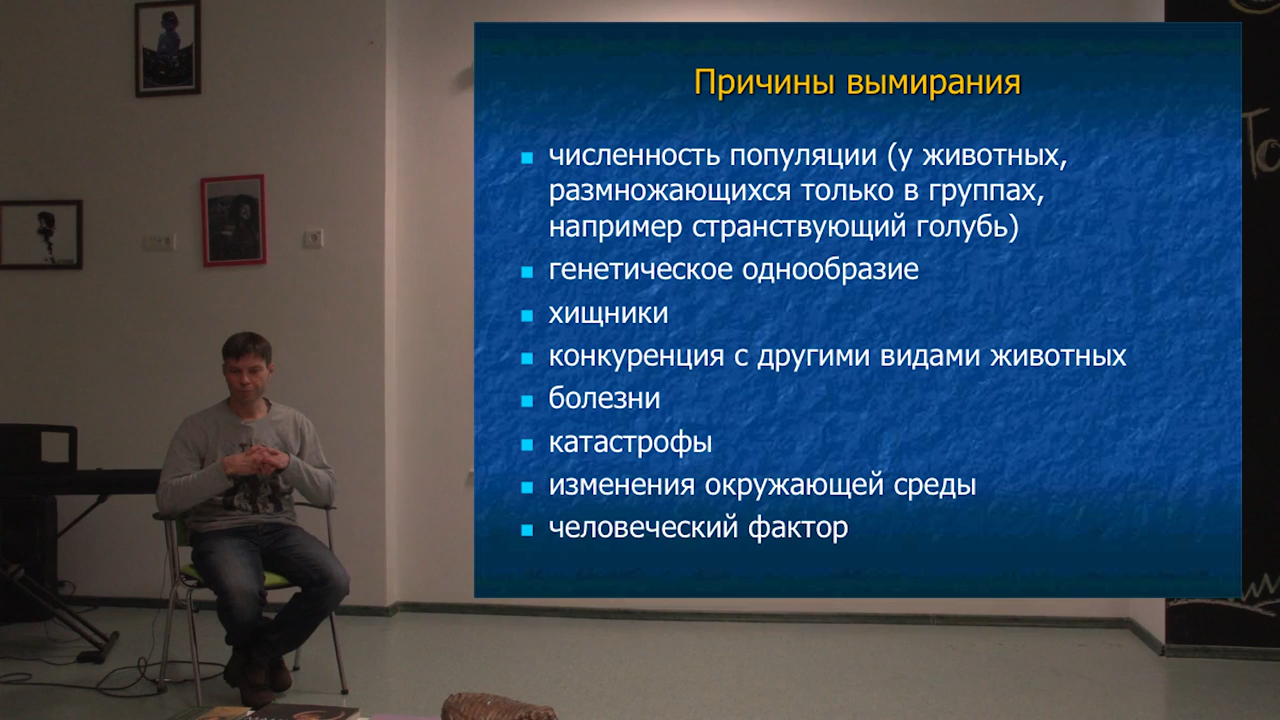 Причины вымирания
численность популяции (у животных,
размножающихся только в группах,
например странствующий голубь)
генетическое однообразие
хищники
конкуренция с другими видами животных
болезни
катастрофы
изменения окружающей среды
человеческий фактор